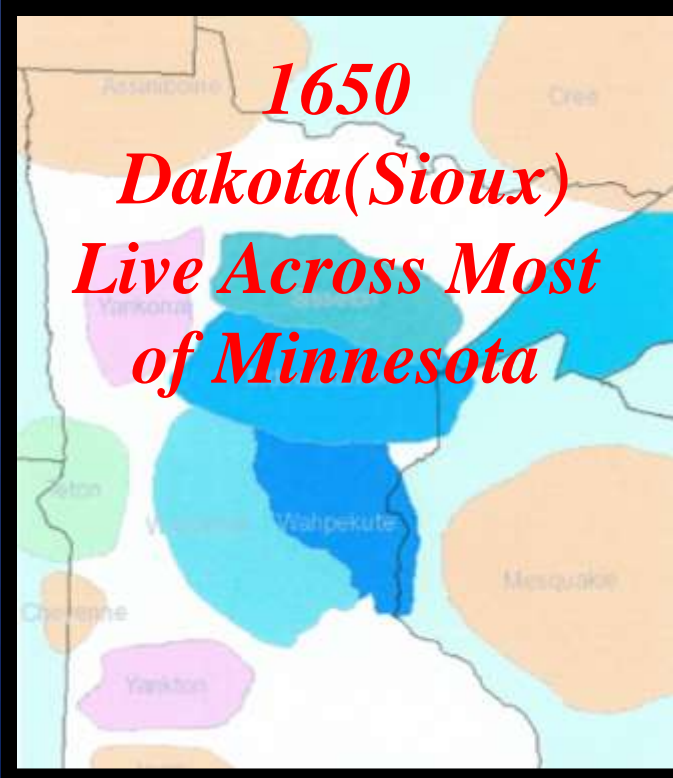 Assiniboine
Cree
1650
Dakota(Sioux)
Live Across Most
of Minnesota
Yanktonai
Teton
Wahpekute
Mesquakie
Cheyenne
Yankton